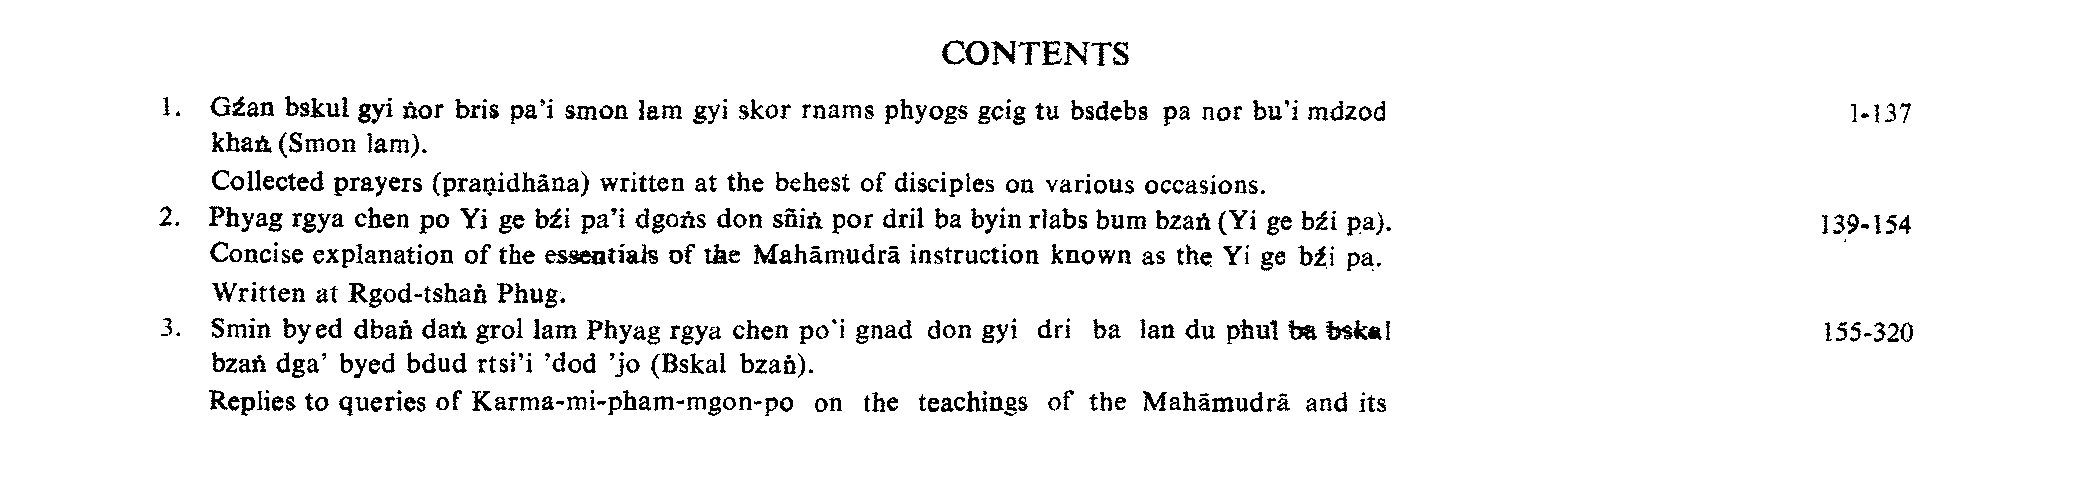 CONTENTS
1. Gźan bskul gyi ṅor bris pa'i smon lam gyi skor rnams phyogs gcig tu bsdebs pa nor bu'i mdzod 1-137
khaṅ (Smon lam).
Collected prayers (praṇidhāna) written at the behest of disciples on various occasions.
2. Phyag rgya chen po Yi ge bźi pa'i dgoṅs don sñiṅ por dril ba byin rlabs bum bzaṅ (Yi ge bźi pa). 139-154
Concise explanation of the essentials of the Mahāmudrā instruction known as the Yi ge bźi pa.
Written at Rgod-tshaṅ Phug.
3. Smin byed dbaṅ daṅ grol lam Phyag rgya chen po'i gnad don gyi dri ba lan du phul ba bskal 155-320
bzaṅ dga' byed bdud rtsi'i 'dod 'jo (Bskal bzaṅ).
Replies to queries of Karma-mi-pham-mgon-po on the teachings of the Mahāmudrā and its